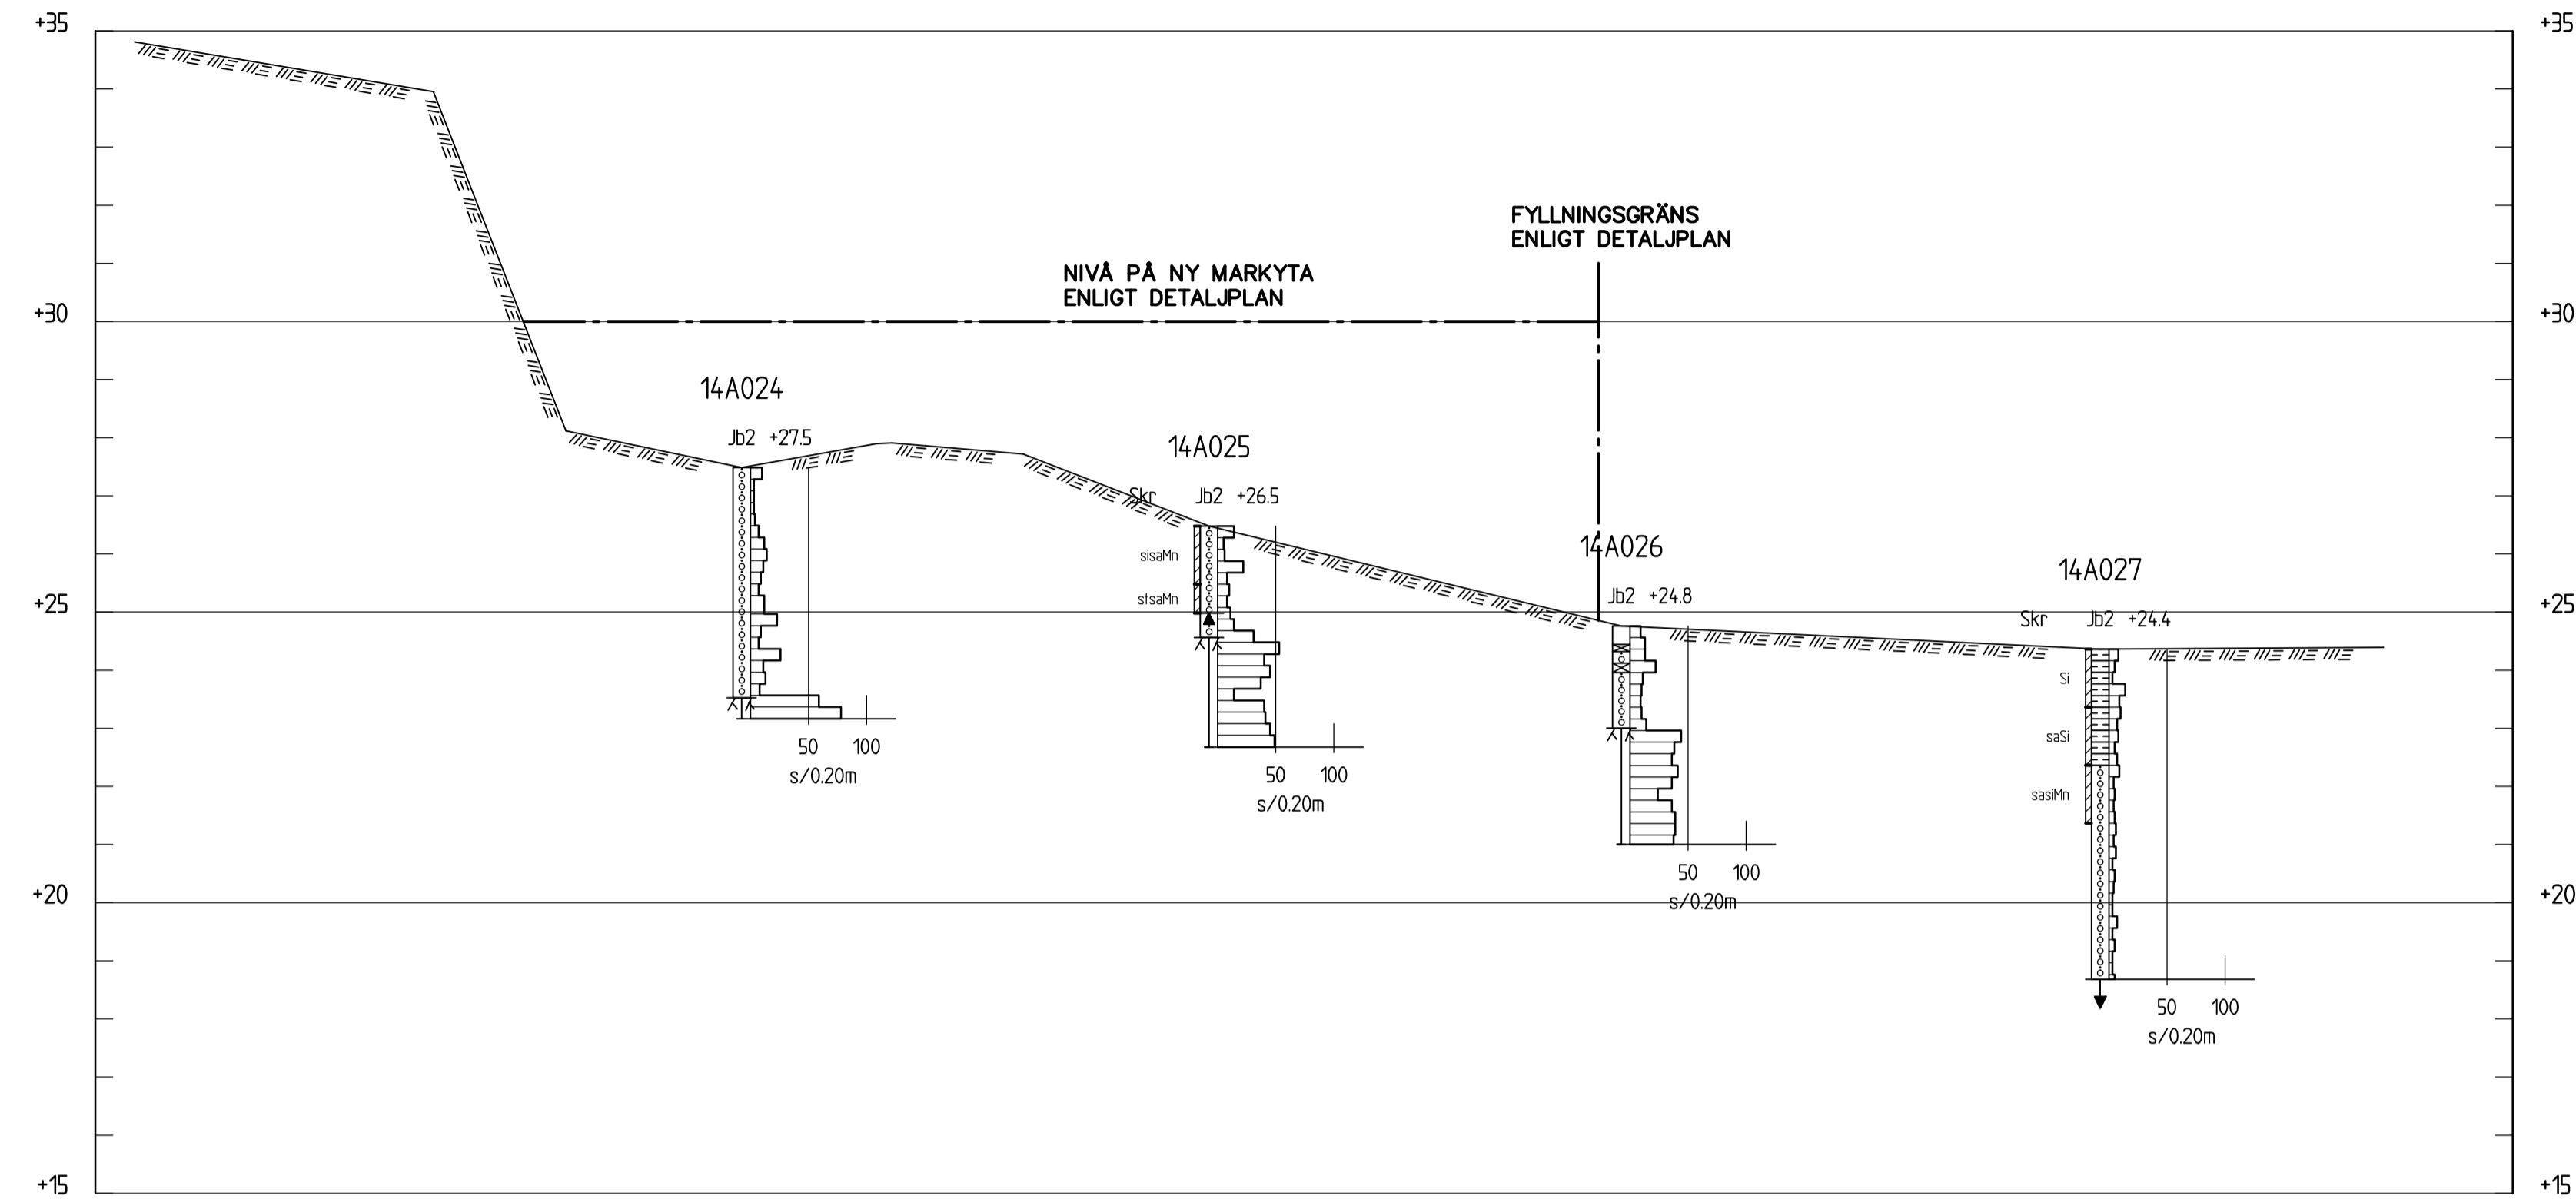 +35
+35
FYLLNINGSGRÄNS
ENLIGT DETALJPLAN
NIVÅ PÅ NY MARKYTA
ENLIGT DETALJPLAN
+30
+30
14A024
Jb2 +27.5
50 100
s/0.20m
14A025
Skr Jb2 +26.5
sisaMn
stsaMn
50 100
s/0.20m
14A026
Jb2 +24.8
50 100
s/0.20m
14A027
Skr Jb2 +24.4
Si
saSi
sasiMn
50 100
s/0.20m
+25
+25
+20
+20
+15
+15